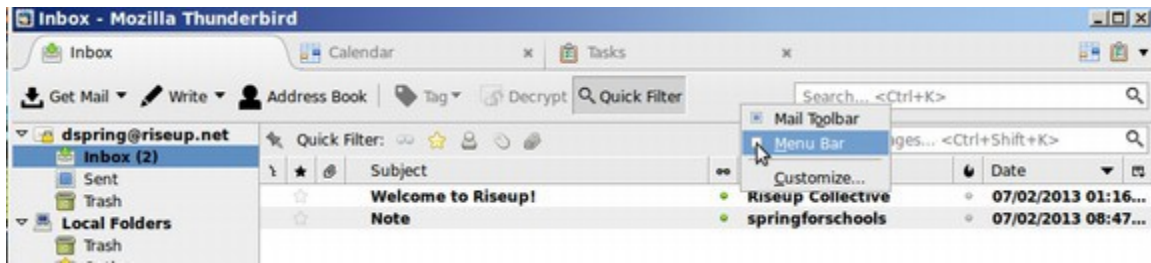 Inbox - Mozilla Thunderbird
Inbox Calendar Tasks
Get Mail Write Address Book Tag Decrypt Quick Filter Search... <Ctrl+K>
Mail Toolbar
dspring@riseup.net Quick Filter: Menu Bar ges... <Ctrl+Shift+K>
Inbox (2)
Sent Subject Customize... Date
Trash Welcome to Riseup! Riseup Collective 07/02/2013 01:16...
Local Folders Note springforschools 07/02/2013 08:47...
Trash